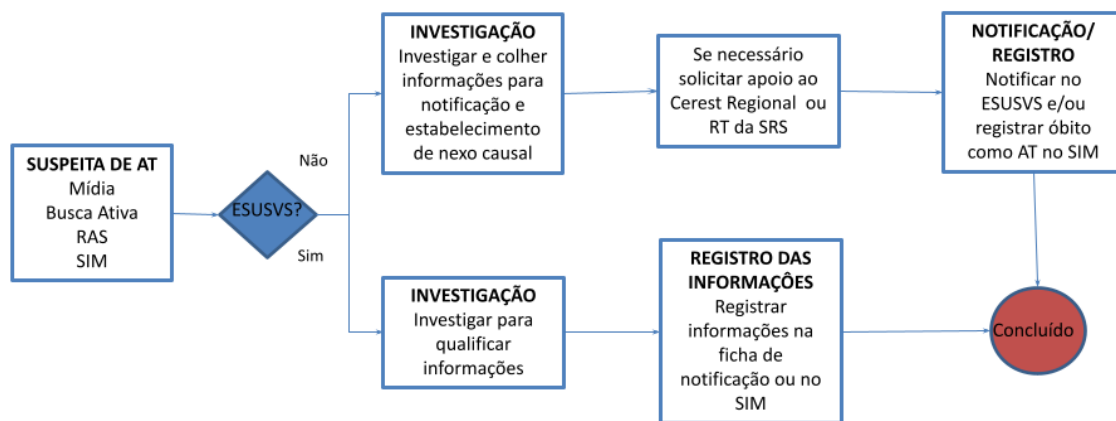 SUSPEITA DE AT
Mídia
Busca Ativa
RAS
SIM
ESUSVS?
Não
Sim
INVESTIGAÇÃO
Investigar e colher
informações para
notificação e
estabelecimento
de nexo causal
Se necessário
solicitar apoio ao
Cerest Regional ou
RT da SRS
NOTIFICAÇÃO/
REGISTRO
Notificar no
ESUSVS e/ou
registrar óbito
como AT no SIM
INVESTIGAÇÃO
Investigar para
qualificar
informações
REGISTRO DAS
INFORMAÇÔES
Registrar
informações na
ficha de
notificação ou no
SIM
Concluído